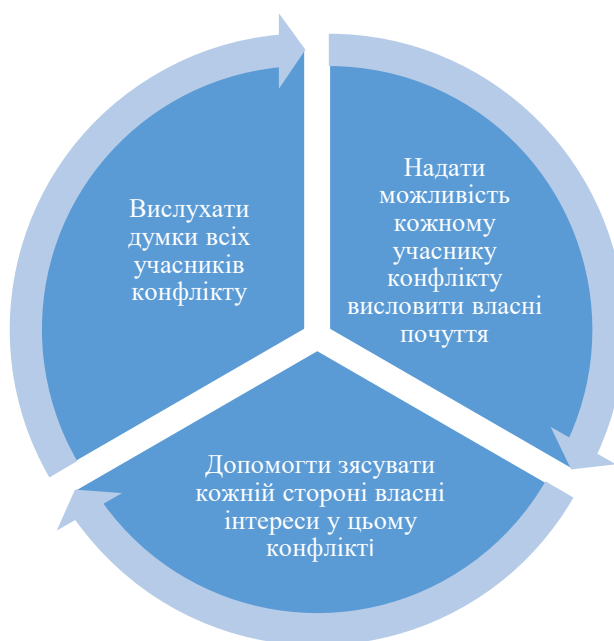 Вислухати
думки всіх
учасників
конфлікту
Надати
можливість
кожному
учаснику
конфлікту
висловити власні
почуття
Допомогти зясувати
кожній стороні власні
інтереси у цьому
конфлікті